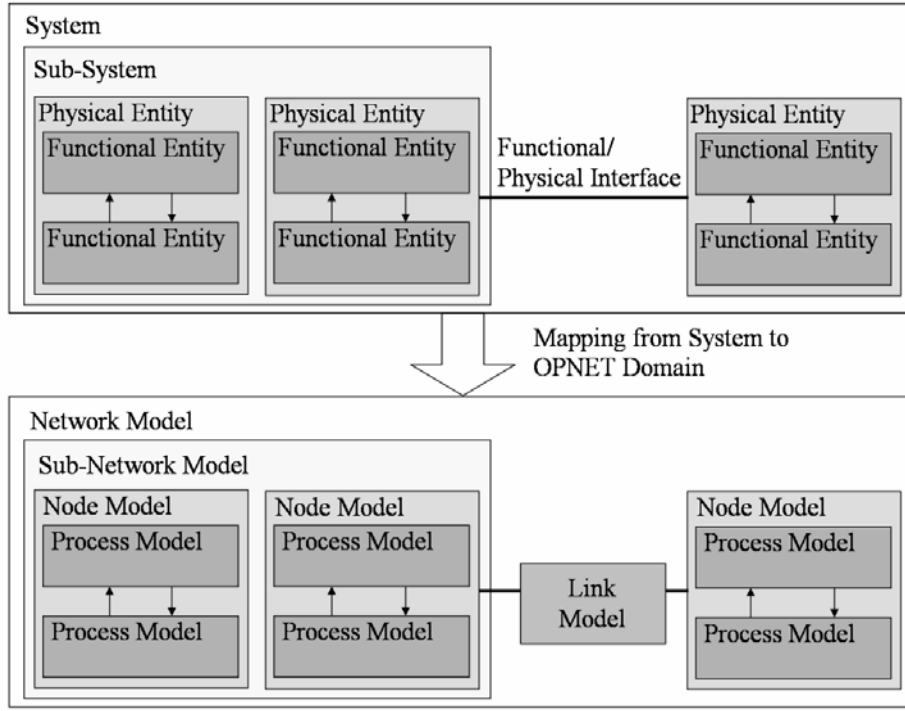 System
Sub-System
Physical Entity
Functional Entity
Functional Entity
Physical Entity
Functional Entity
Functional Entity
Functional/
Physical Interface
Physical Entity
Functional Entity
Functional Entity
Mapping from System to
OPNET Domain
Network Model
Sub-Network Model
Node Model
Process Model
Process Model
Node Model
Process Model
Process Model
Link
Model
Node Model
Process Model
Process Model